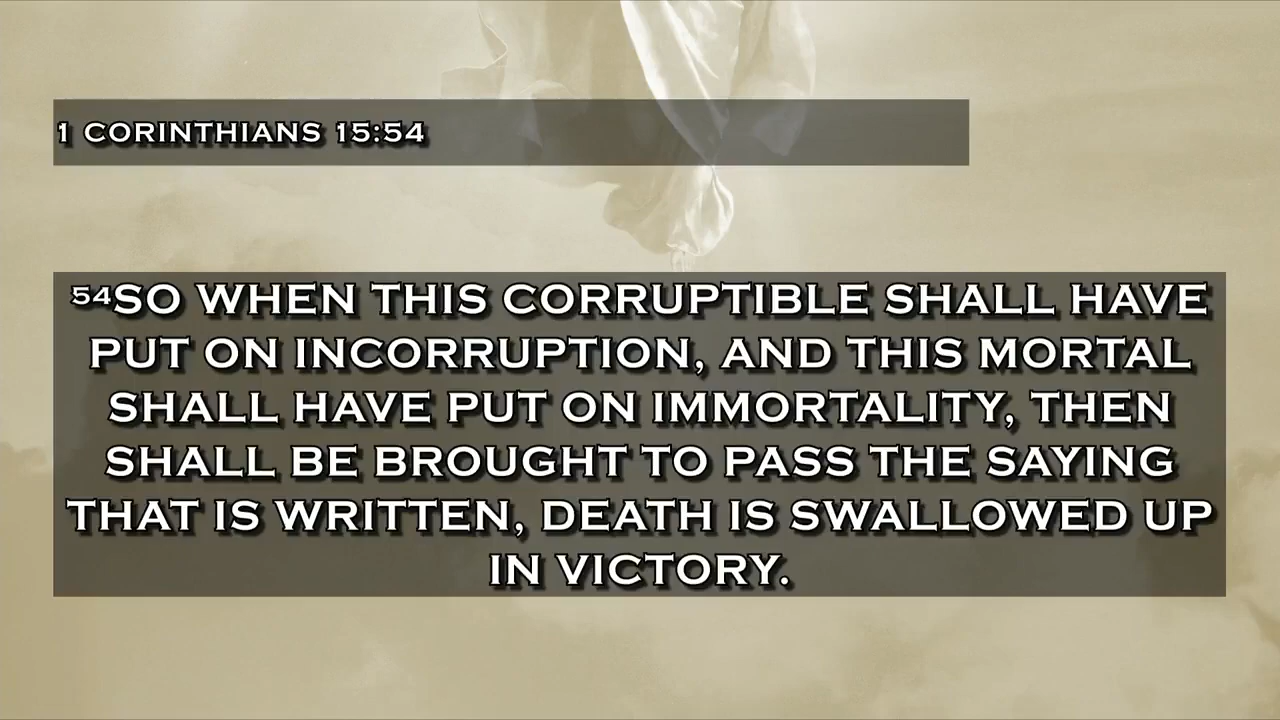 1 CORINTHIANS 15:54
54SO WHEN THIS CORRUPTIBLE SHALL HAVE
PUT ON INCORRUPTION, AND THIS MORTAL
SHALL HAVE PUT ON IMMORTALITY, THEN
SHALL BE BROUGHT TO PASS THE SAYING
THAT IS WRITTEN, DEATH IS SWALLOWED UP
IN VICTORY.